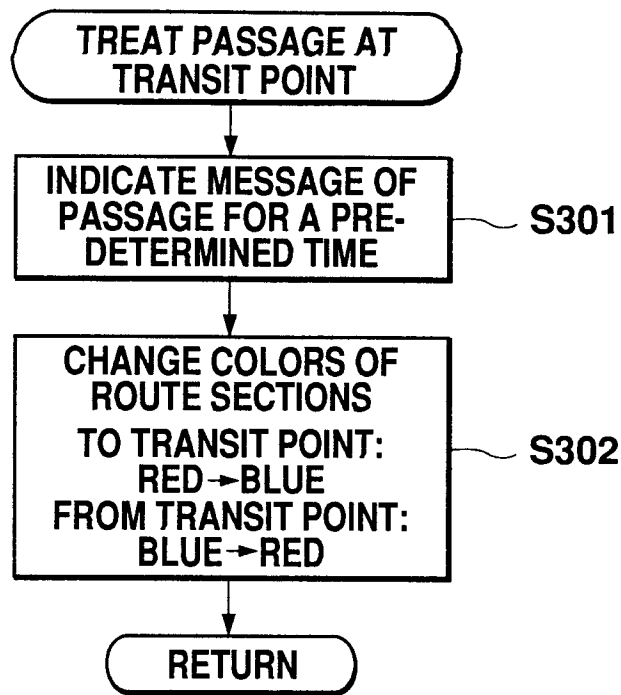 TREAT PASSAGE AT
TRANSIT POINT
INDICATE MESSAGE OF
PASSAGE FOR A PRE-
DETERMINED TIME
S301
CHANGE COLORS OF
ROUTE SECTIONS
TO TRANSIT POINT:
RED→BLUE
FROM TRANSIT POINT:
BLUE→RED
S302
RETURN